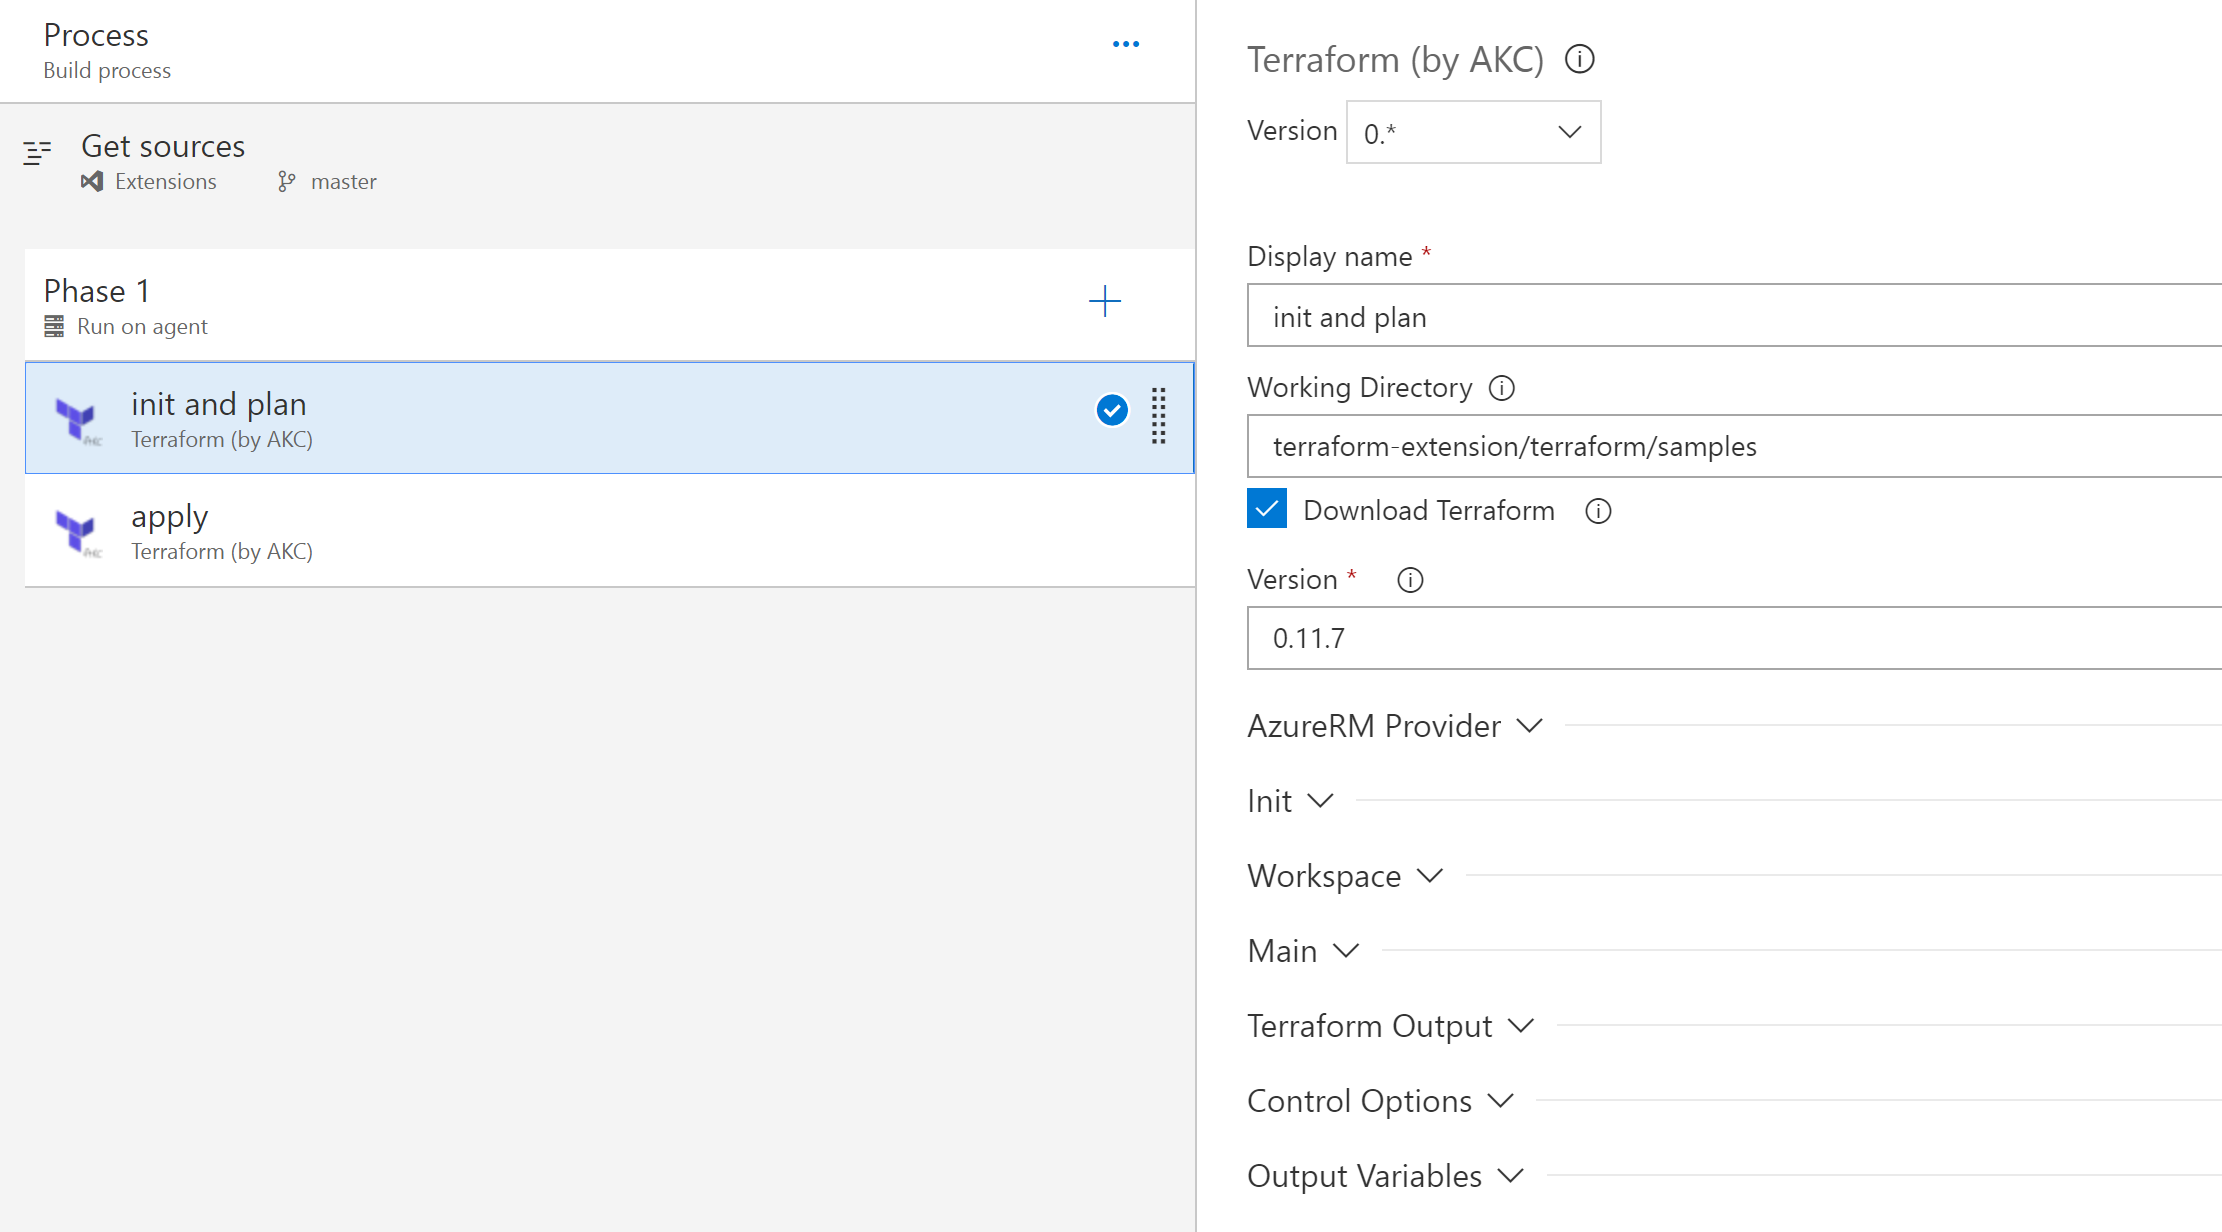 Process
Build process
Get sources
Extensions
master
Phase 1
Run on agent
init and plan
Terraform (by AKC)
apply
Terraform (by AKC)
Terraform (by AKC)
Version 0.*
Display name *
init and plan
Working Directory
terraform-extension/terraform/samples
Download Terraform
Version *
0.11.7
AzureRM Provider
Init
Workspace
Main
Terraform Output
Control Options
Output Variables